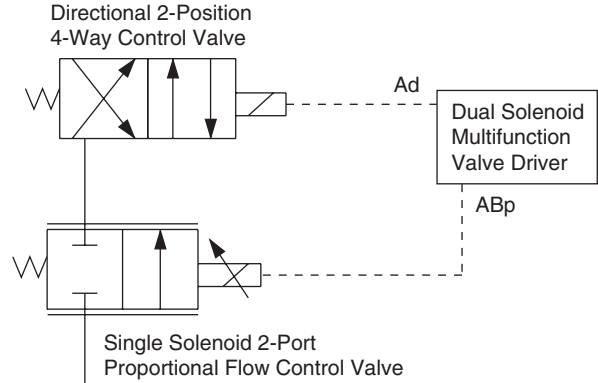 Directional 2-Position
4-Way Control Valve
Ad
Dual Solenoid
Multifunction
Valve Driver
ABp
Single Solenoid 2-Port
Proportional Flow Control Valve